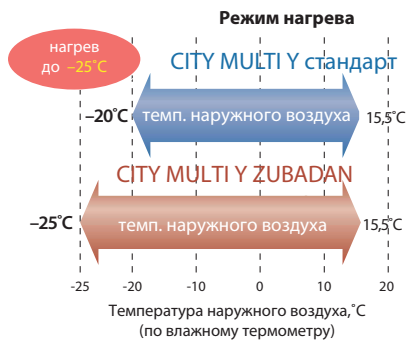 Режим нагрева
нагрев
до –25˚C
CITY MULTI Y стандарт
–20˚C
темп. наружного воздуха
15,5˚C
CITY MULTI Y ZUBADAN
–25˚C
темп. наружного воздуха
15,5˚C
-25 -20 -10 0 10 20
Температура наружного воздуха,˚C
(по влажному термометру)